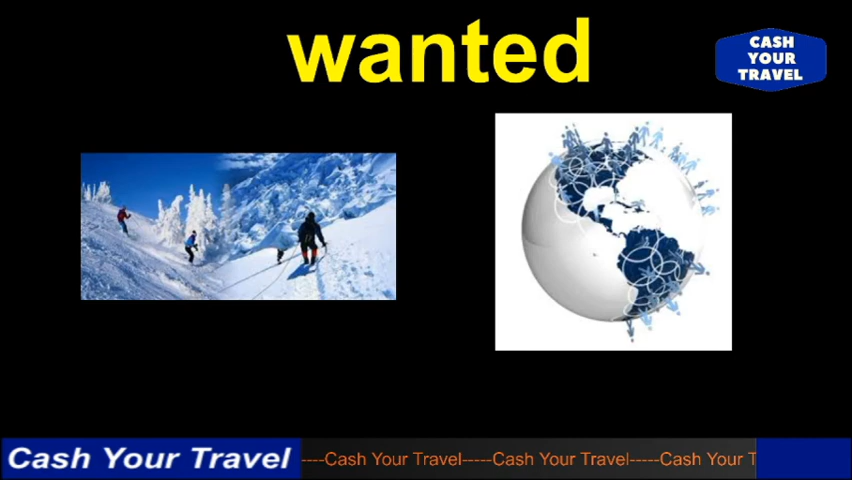 wanted
CASH
YOUR
TRAVEL
Cash Your Travel
----Cash Your Travel-----Cash Your Travel-----Cash Your T